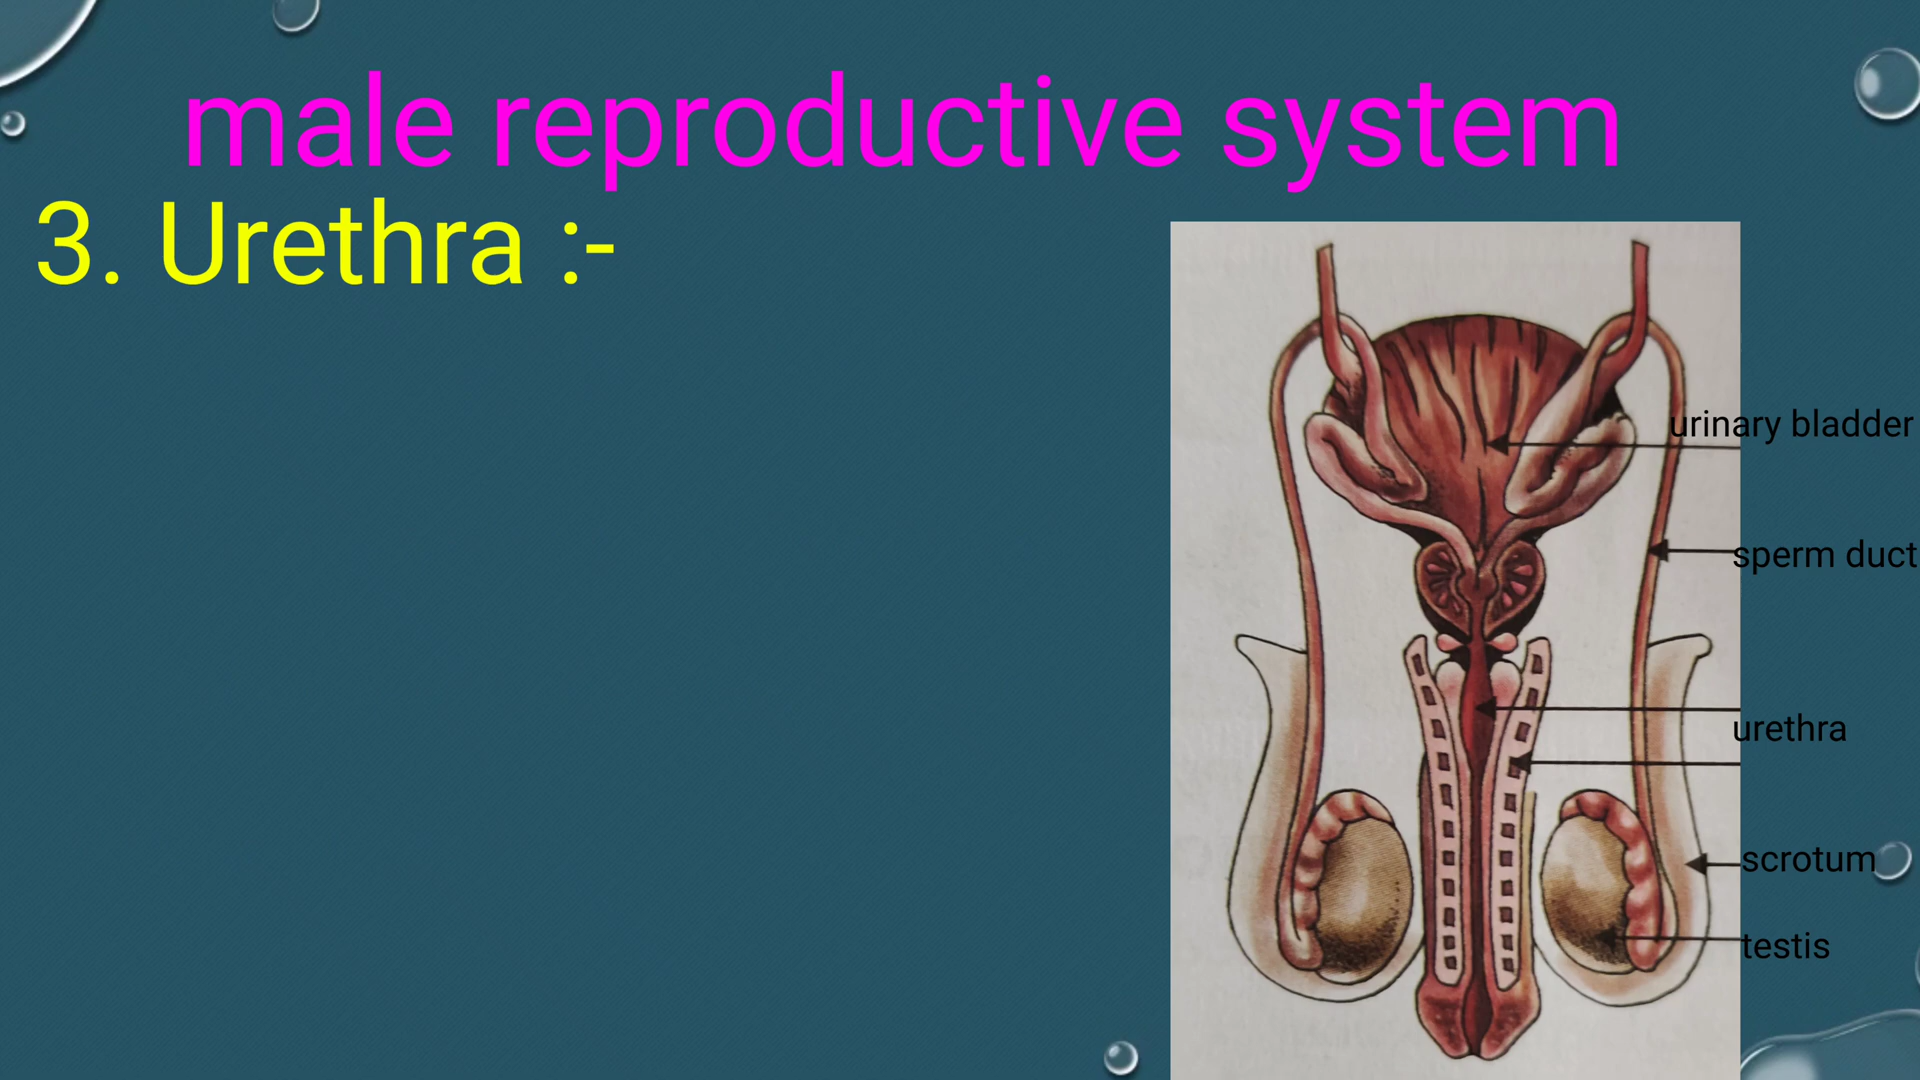 male reproductive system
3. Urethra :-
urinary bladder
sperm duct
urethra
scrotum
testis